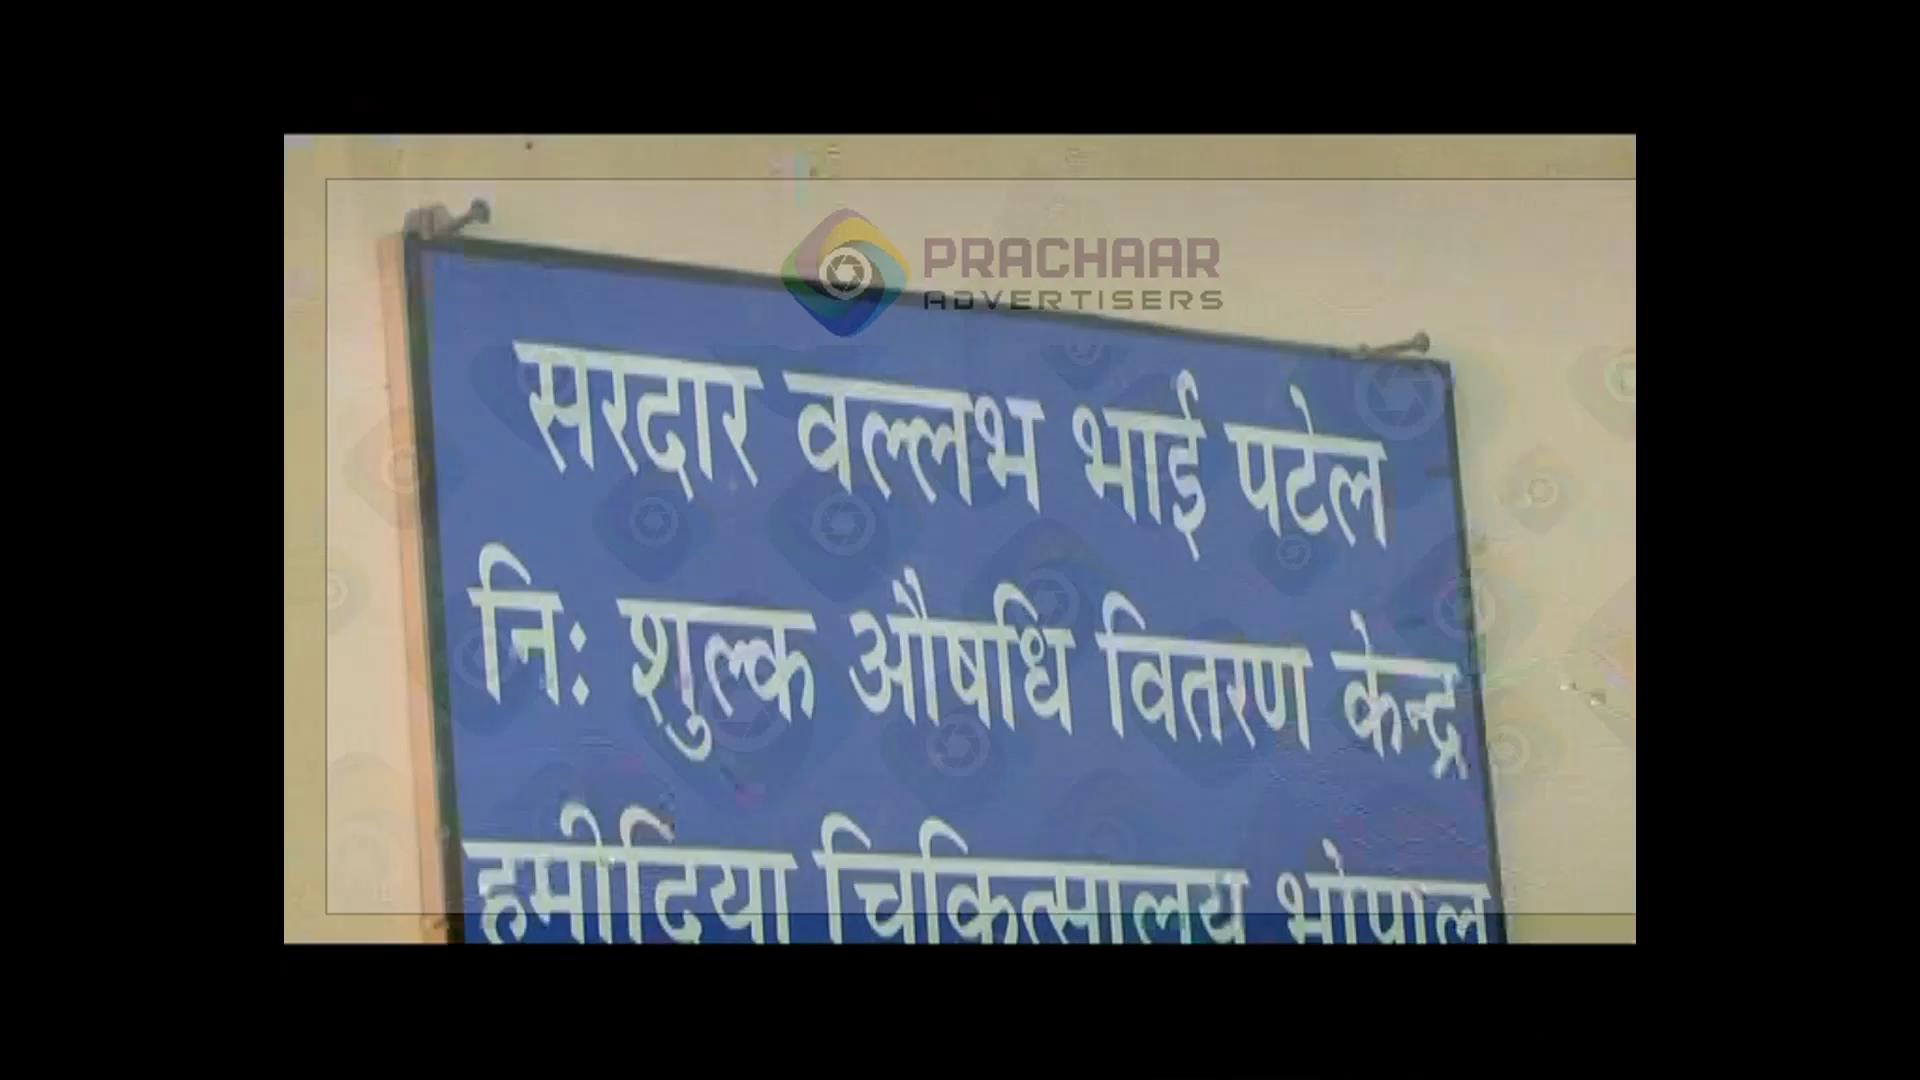 PRACHAAR
ADVERTISERS
सरदार वल्लभ भाई पटेल
निः शुल्क औषधि वितरण केन्द्र
हमीदिया चिकित्सालय भोपाल